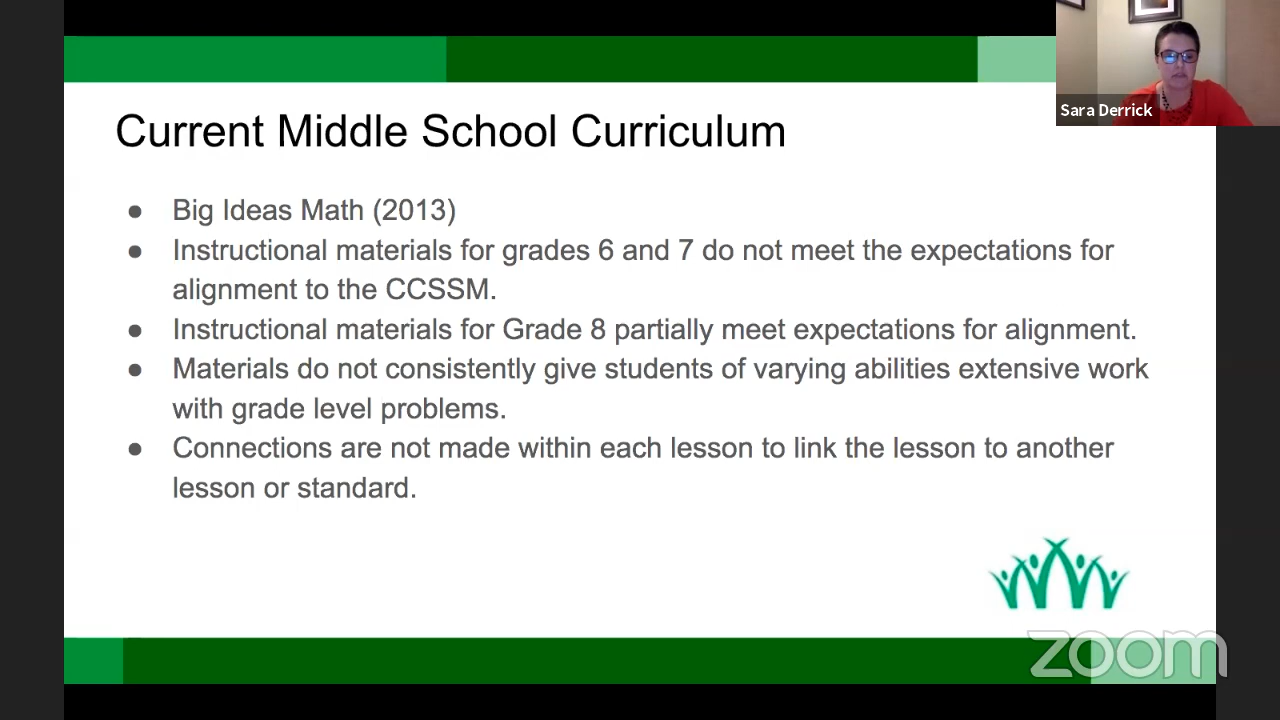 Sara Derrick
Current Middle School Curriculum
● Big Ideas Math (2013)
● Instructional materials for grades 6 and 7 do not meet the expectations for
alignment to the CCSSM.
● Instructional materials for Grade 8 partially meet expectations for alignment.
● Materials do not consistently give students of varying abilities extensive work
with grade level problems.
● Connections are not made within each lesson to link the lesson to another
lesson or standard.
zoom